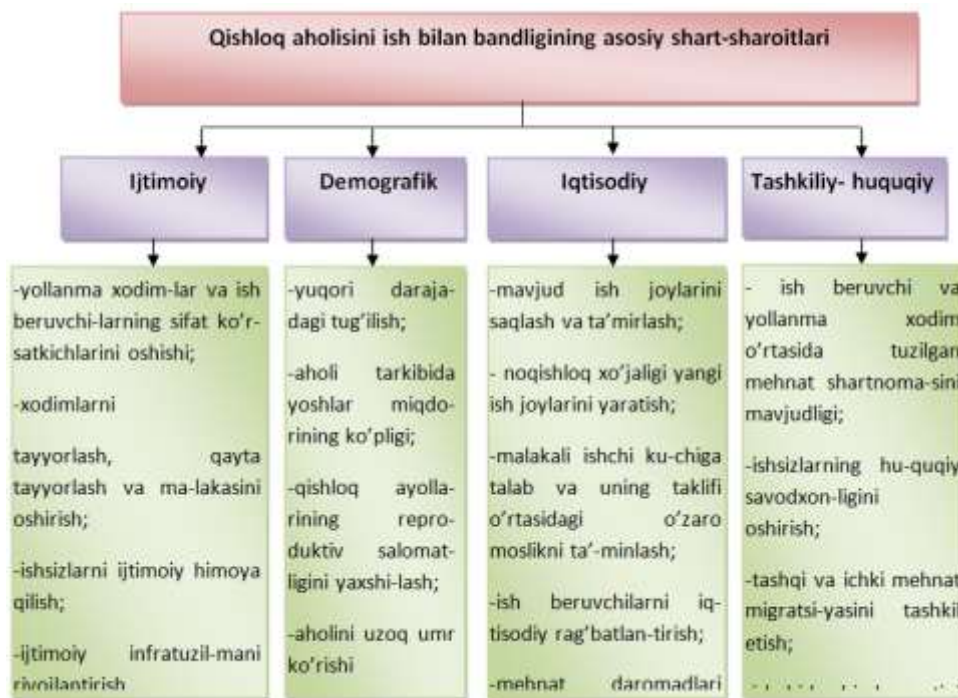 Qishloq aholisini ish bilan bandligining asosiy shart-sharoitlari
Ijtimoiy
-yollanma xodim-lar va ish
beruvchi-larning sifat ko'r-
satkichlarini oshishi;
-xodimlarni
tayyorlash, qayta
tayyorlash va ma-lakasini
oshirish;
-ishsizlarni ijtimoiy himoya
qilish;
-ijtimoiy infratuzil-mani
rivojlantirish
Demografik
-yuqori daraja-
dagi tug'ilish;
-aholi tarkibida
yoshlar miqdo-
rining ko'pligi;
-qishloq ayolla-
rining repro-
duktiv salomat-
ligini yaxshi-lash;
-aholini uzoq umr
ko'rishi
Iqtisodiy
-mavjud ish joylarini
saqlash va ta'mirlash;
- noqishloq xo'jaligi yangi
ish joylarini yaratish;
-malakali ishchi ku-chiga
talab va uning taklifi
o'rtasidagi o'zaro
moslikni ta'-minlash;
-ish beruvchilarni iq-
tisodiy rag'batlan-tirish;
-mehnat daromadlari
Tashkiliy- huquqiy
- ish beruvchi va
yollanma xodim
o'rtasida tuzilgan
mehnat shartnoma-sini
mavjudligi;
-ishsizlarning hu-quqiy
savodxon-ligini
oshirish;
-tashqi va ichki mehnat
migratsi-yasini tashkil
etish;